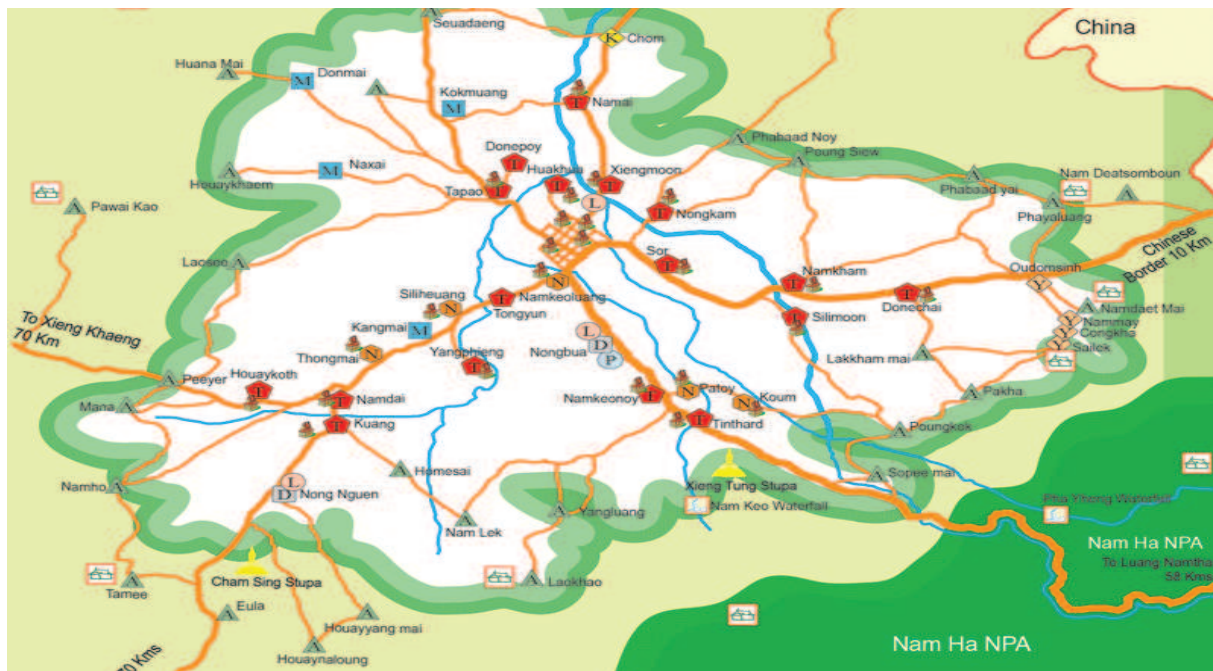 China
Seuadaeng
K
Chom
A
Huana Mai
A
Donmai
M
Kokmuang
M
A
T
Namai
Donepoy
T
Huakhua
T
Xiengmoon
T
Phabaad Noy
A
Poung Siew
A
Naxai
M
Houaykhaem
A
Tapao
T
L
Nongkam
T
Phabaad yai
A
Nam Deatsomboun
A
Phayaluang
A
Pawai Kao
A
Laosee
A
Sor
T
Namkham
T
Oudomsinh
Y
Chinese
Border 10 Km
Siliheuang
N
N
Namkeoluang
T
Tongyun
Donechai
T
Silimoon
T
Namdaet Mai
A
Y
Nammay
Y
Congkha
Y
Sailek
To Xieng Khaeng
70 Km
Kangmai
M
L
D
P
Nongbua
Thongmai
N
Yangphieng
T
Lakkham mai
A
Peeyer
A
Houaykoth
T
Mana
A
Namdai
T
Kuang
T
Namkeonoy
T
Patoy
N
Koum
N
Tinthard
T
Pakha
A
Poungkok
A
Namho
A
L
D
Nong Nguen
Homesai
A
Xieng Tung Stupa
Sopee mai
A
Nam Lek
A
Yangluang
A
Nam Keo Waterfall
Nam Ha NPA
To Luang Namtha
58 Kms
Tamee
A
Cham Sing Stupa
Laokhao
A
Eula
A
Houayyang mai
A
Houaynaloung
A
70 Kms
Nam Ha NPA